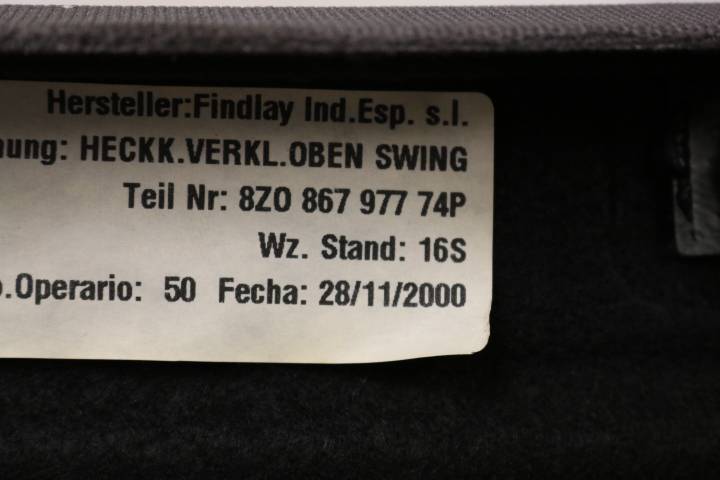 Hersteller:Findlay Ind.Esp. s.l.
nung: HECKK.VERKL.OBEN SWING
Teil Nr: 8Z0 867 977 74P
Wz. Stand: 16S
o.Operario: 50 Fecha: 28/11/2000